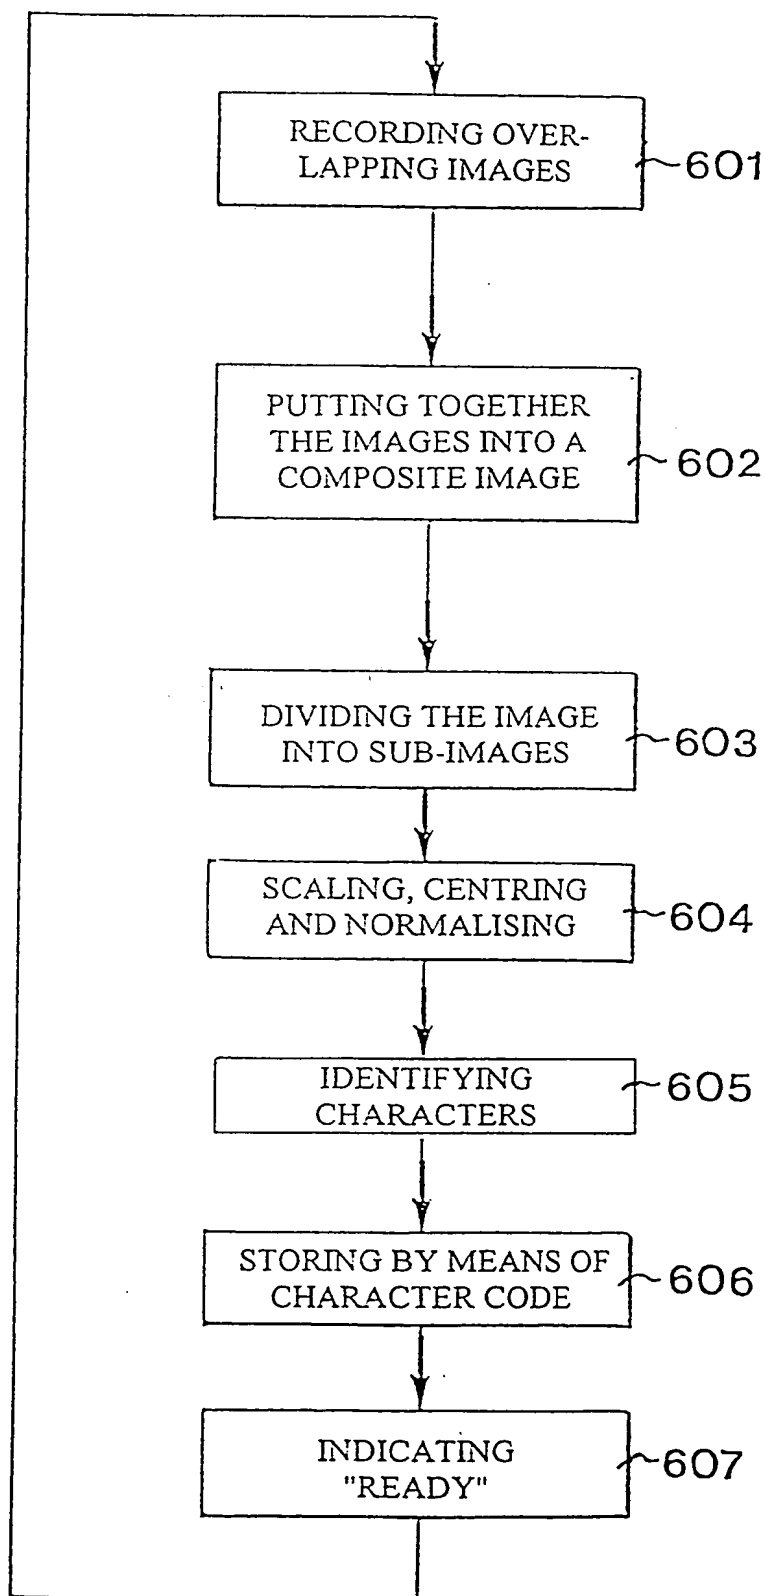 RECORDING OVER-
LAPPING IMAGES
601
PUTTING TOGETHER
THE IMAGES INTO A
COMPOSITE IMAGE
602
DIVIDING THE IMAGE
INTO SUB-IMAGES
603
SCALING, CENTRING
AND NORMALISING
604
IDENTIFYING
CHARACTERS
605
STORING BY MEANS OF
CHARACTER CODE
606
INDICATING
"READY"
607